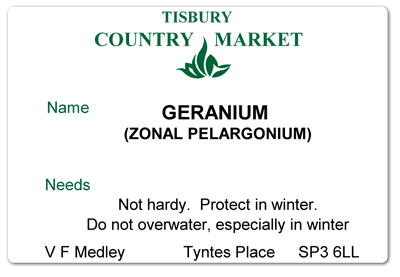 TISBURY
COUNTRY MARKET
Name
GERANIUM
(ZONAL PELARGONIUM)
Needs
Not hardy.  Protect in winter.
Do not overwater, especially in winter
V F Medley Tyntes Place SP3 6LL